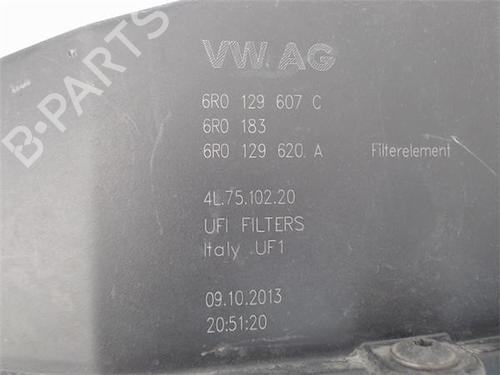 B-PARTS
VW AG
6R0 129 607 C
6R0 183
6R0 129 620. A Filterelement
4L.75.102.20
UFI FILTERS
Italy .UF1
09.10.2013
20:51:20